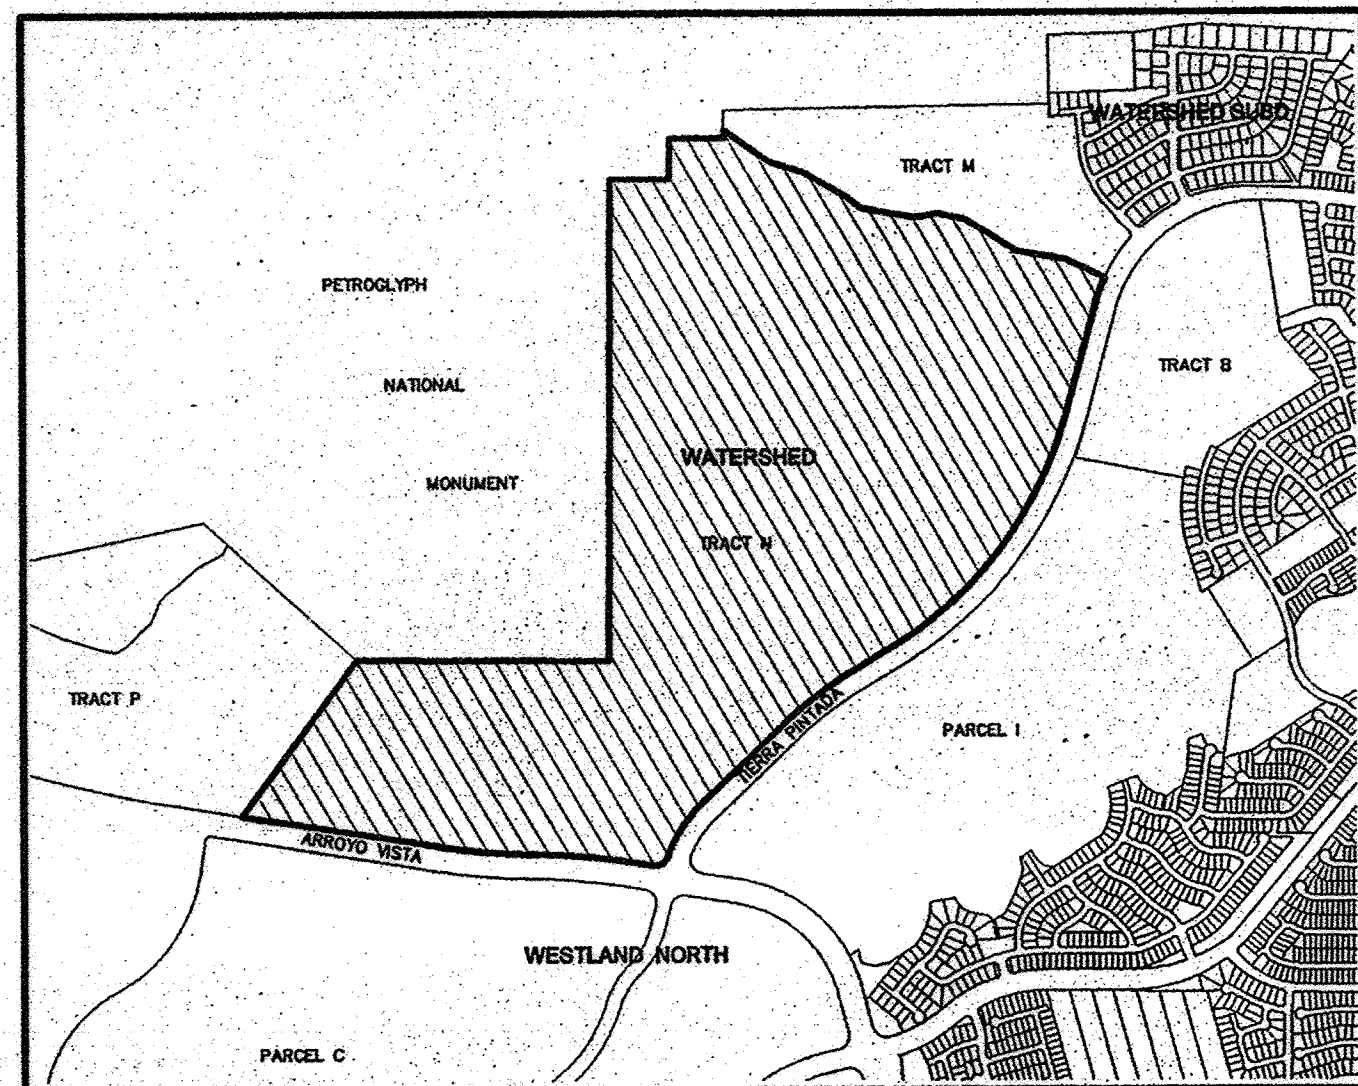 WATERSHED SUBD.
TRACT M
PETROGLYPH
TRACT B
NATIONAL
WATERSHED
MONUMENT
TRACT N
TRACT P
TIERRA PINTADA
PARCEL I
ARROYO VISTA
WESTLAND NORTH
PARCEL C